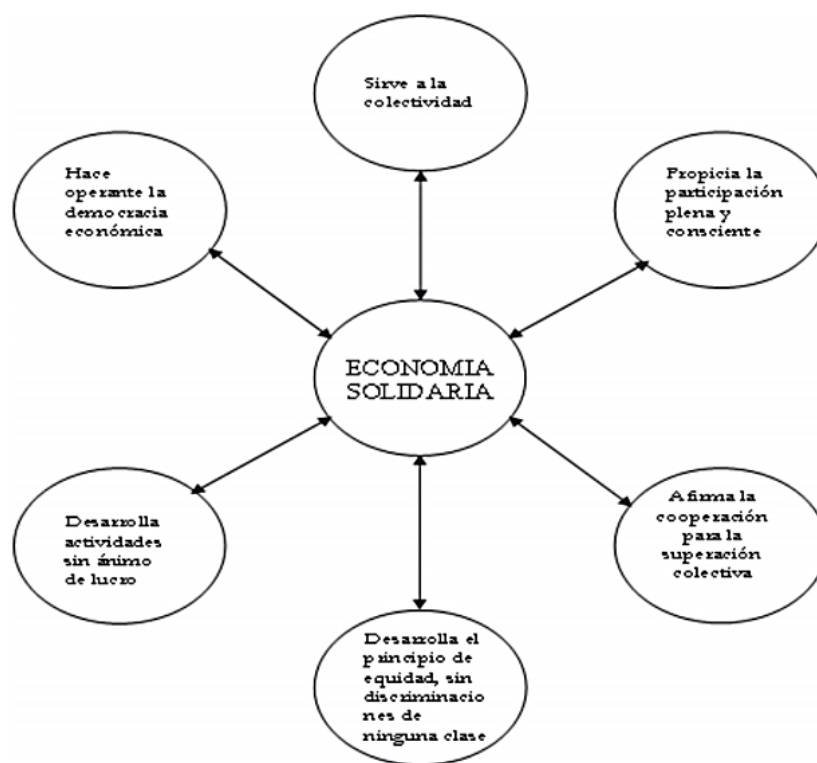 Sirve a la
colectividad
Hace
operante la
democracia
económica
Propicia la
participación
plena y
consciente
ECONOMIA
SOLIDARIA
Desarrolla
actividades
sin ánimo
de lucro
Afirma la
cooperación
para la
superación
colectiva
Desarrolla el
principio de
equidad, sin
discriminacio
nes de
ninguna clase